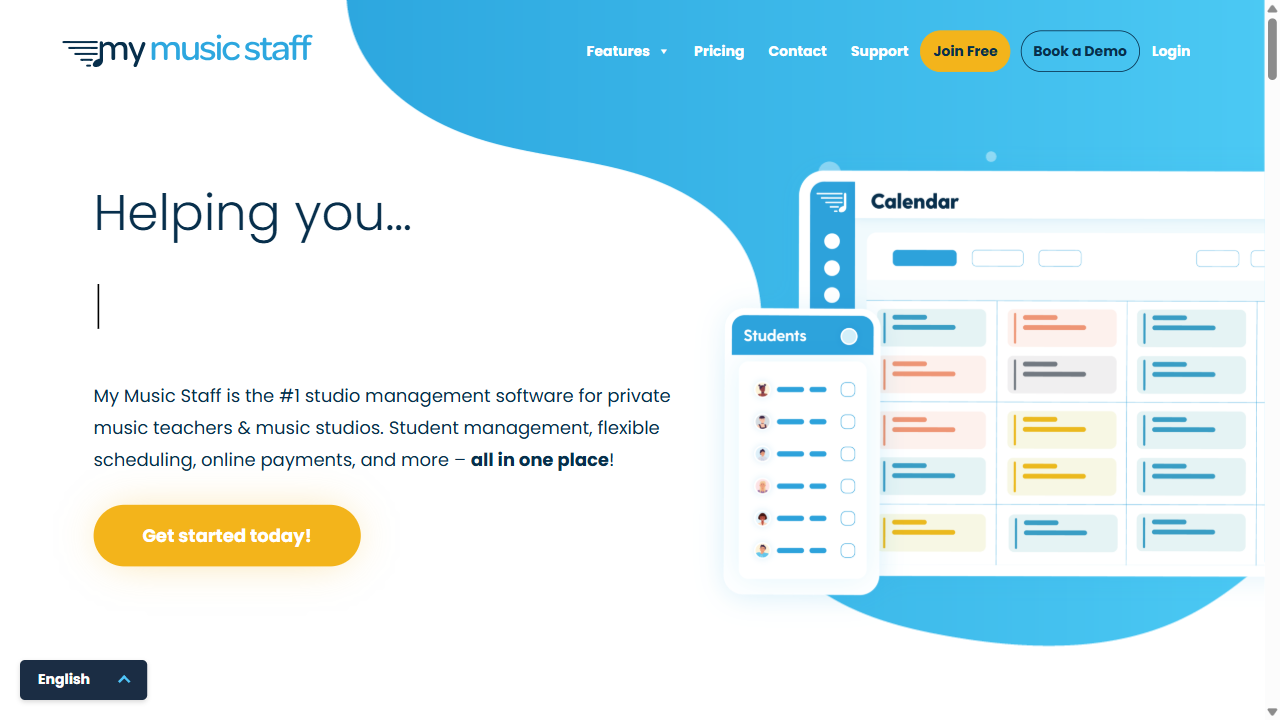 my music staff
Features Pricing Contact Support Join Free Book a Demo Login
Helping you...
My Music Staff is the #1 studio management software for private
music teachers & music studios. Student management, flexible
scheduling, online payments, and more – all in one place!
Get started today!
Calendar
Students
English